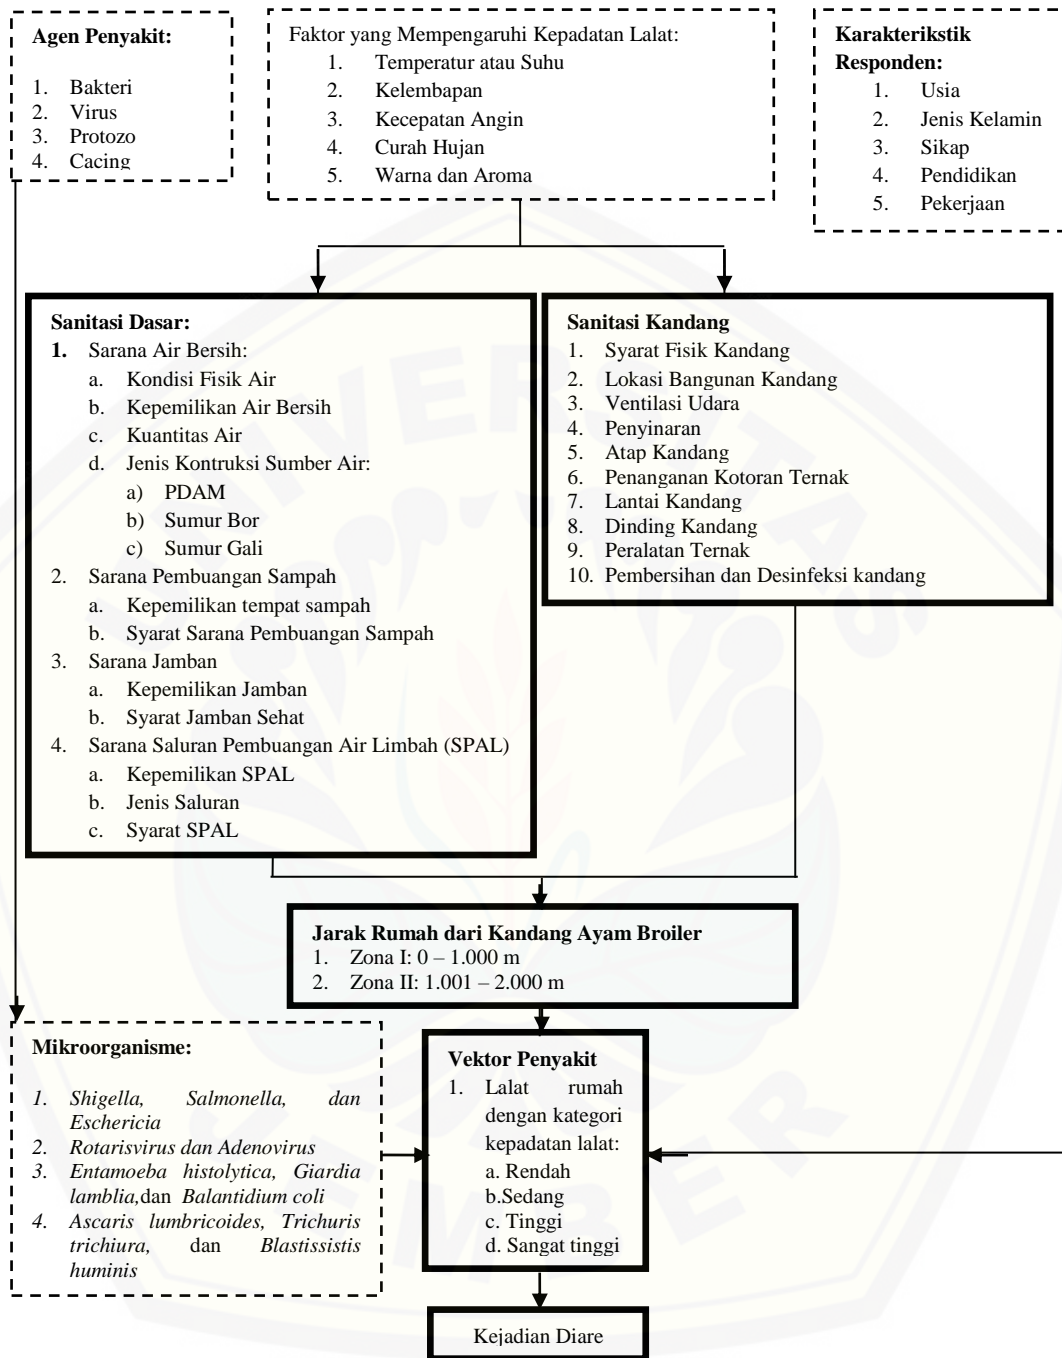 Agen Penyakit:
1. Bakteri
2. Virus
3. Protozo
4. Cacing
Faktor yang Mempengaruhi Kepadatan Lalat:
1. Temperatur atau Suhu
2. Kelembapan
3. Kecepatan Angin
4. Curah Hujan
5. Warna dan Aroma
Karakterikstik
Responden:
1. Usia
2. Jenis Kelamin
3. Sikap
4. Pendidikan
5. Pekerjaan
Sanitasi Dasar:
1. Sarana Air Bersih:
a. Kondisi Fisik Air
b. Kepemilikan Air Bersih
c. Kuantitas Air
d. Jenis Kontruksi Sumber Air:
a) PDAM
b) Sumur Bor
c) Sumur Gali
2. Sarana Pembuangan Sampah
a. Kepemilikan tempat sampah
b. Syarat Sarana Pembuangan Sampah
3. Sarana Jamban
a. Kepemilikan Jamban
b. Syarat Jamban Sehat
4. Sarana Saluran Pembuangan Air Limbah (SPAL)
a. Kepemilikan SPAL
b. Jenis Saluran
c. Syarat SPAL
Sanitasi Kandang
1. Syarat Fisik Kandang
2. Lokasi Bangunan Kandang
3. Ventilasi Udara
4. Penyinaran
5. Atap Kandang
6. Penanganan Kotoran Ternak
7. Lantai Kandang
8. Dinding Kandang
9. Peralatan Ternak
10. Pembersihan dan Desinfeksi kandang
Jarak Rumah dari Kandang Ayam Broiler
1. Zona I: 0 – 1.000 m
2. Zona II: 1.001 – 2.000 m
Mikroorganisme:
1. Shigella, Salmonella, dan
Eschericia
2. Rotarisvirus dan Adenovirus
3. Entamoeba histolytica, Giardia
lamblia,dan Balantidium coli
4. Ascaris lumbricoides, Trichuris
trichiura, dan Blastissistis
huminis
Vektor Penyakit
1. Lalat rumah
dengan kategori
kepadatan lalat:
a. Rendah
b.Sedang
c. Tinggi
d. Sangat tinggi
Kejadian Diare
UNIVERSITAS
JEMBER